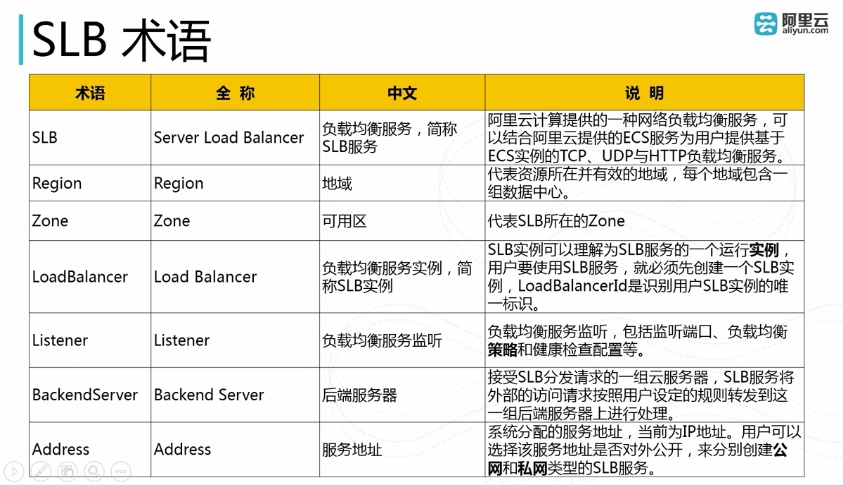 SLB 术语
阿里云
aliyun.com
术语 全 称 中文 说 明
SLB Server Load Balancer 负载均衡服务，简称
SLB服务
阿里云计算提供的一种网络负载均衡服务，可
以结合阿里云提供的ECS服务为用户提供基于
ECS实例的TCP、UDP与HTTP负载均衡服务。
Region Region 地域
代表资源所在并有效的地域，每个地域包含一
组数据中心。
Zone Zone 可用区 代表SLB所在的Zone
LoadBalancer Load Balancer 负载均衡服务实例，简
称SLB实例
SLB实例可以理解为SLB服务的一个运行实例，
用户要使用SLB服务，就必须先创建一个SLB实
例，LoadBalancerId是识别用户SLB实例的唯
一标识。
Listener Listener 负载均衡服务监听
负载均衡服务监听，包括监听端口、负载均衡
策略和健康检查配置等。
BackendServer Backend Server 后端服务器
接受SLB分发请求的一组云服务器，SLB服务将
外部的访问请求按照用户设定的规则转发到这
一组后端服务器上进行处理。
Address Address 服务地址
系统分配的服务地址，当前为IP地址。用户可以
选择该服务地址是否对外公开，来分别创建公
网和私网类型的SLB服务。